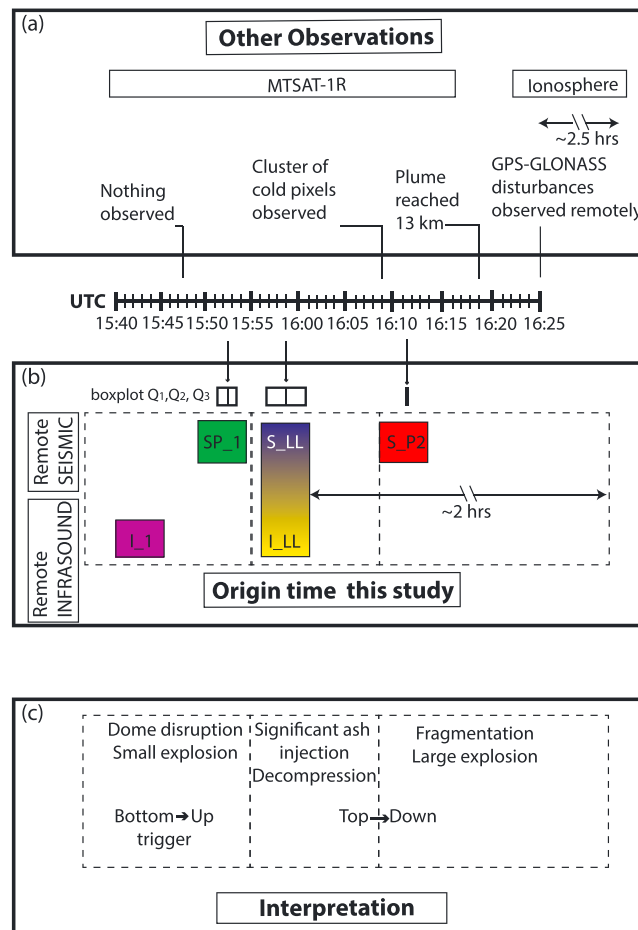 (a)
Other Observations
MTSAT-1R
Ionosphere
~2.5 hrs
Nothing
observed
Cluster of
cold pixels
observed
Plume
reached
13 km
GPS-GLONASS
disturbances
observed remotely
UTC
15:40 15:45 15:50 15:55 16:00 16:05 16:10 16:15 16:20 16:25
(b)
boxplot Q1,Q2, Q3
Remote
SEISMIC
SP_1
S_LL
S_P2
~2 hrs
Remote
INFRASOUND
I_1
I_LL
Origin time this study
(c)
Dome disruption
Small explosion
Significant ash
injection
Decompression
Fragmentation
Large explosion
Bottom→Up
trigger
Top→Down
Interpretation